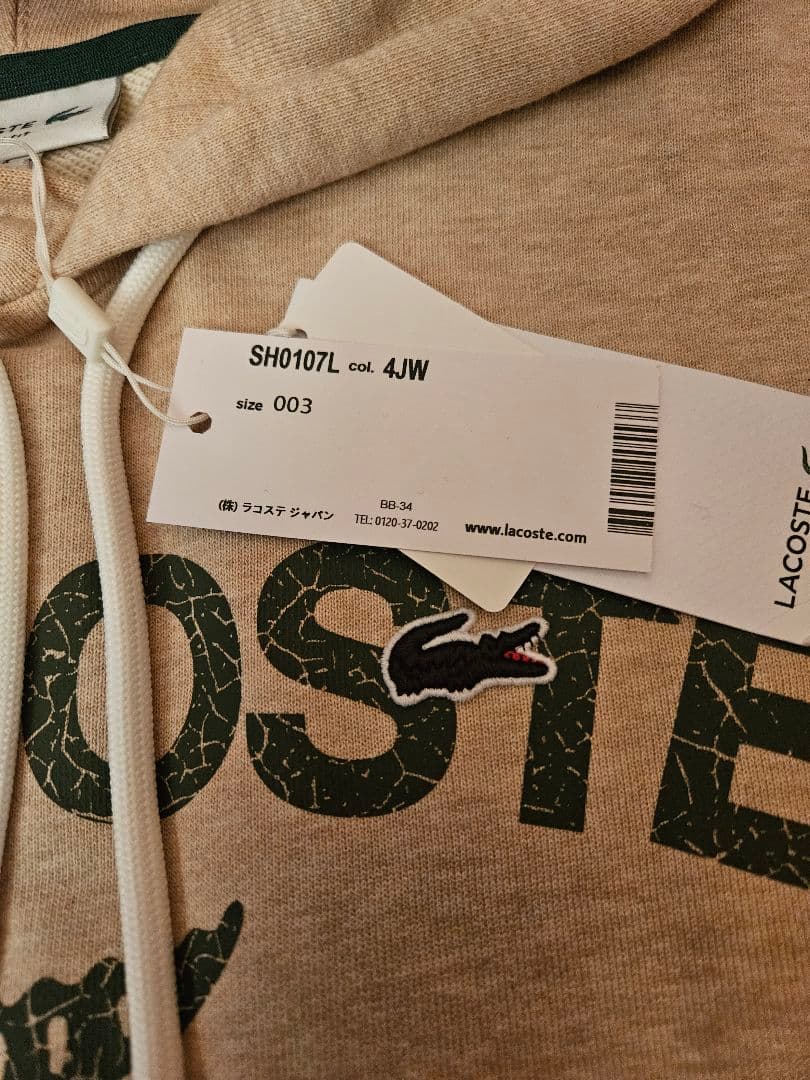 STE
SH0107L col. 4JW
size 003
(株) ラコステ ジャパン
BB-34
TEL: 0120-37-0202
www.lacoste.com
LACOSTE
OSTE